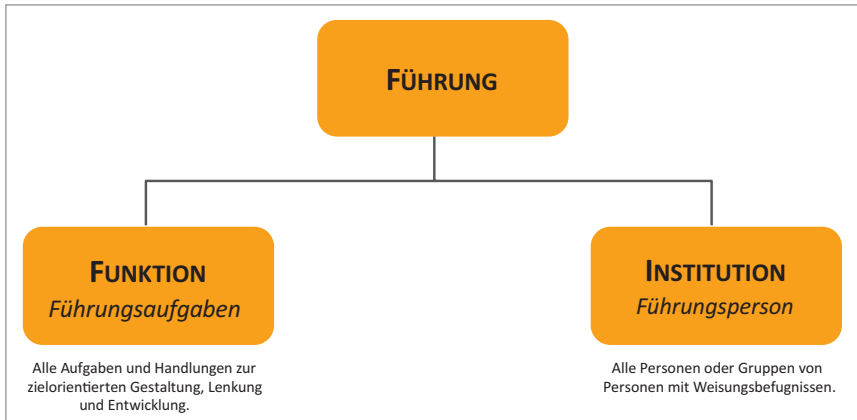 FÜHRUNG
FUNKTION
Führungsaufgaben
INSTITUTION
Führungsperson
Alle Aufgaben und Handlungen zur
zielorientierten Gestaltung, Lenkung
und Entwicklung.
Alle Personen oder Gruppen von
Personen mit Weisungsbefugnissen.